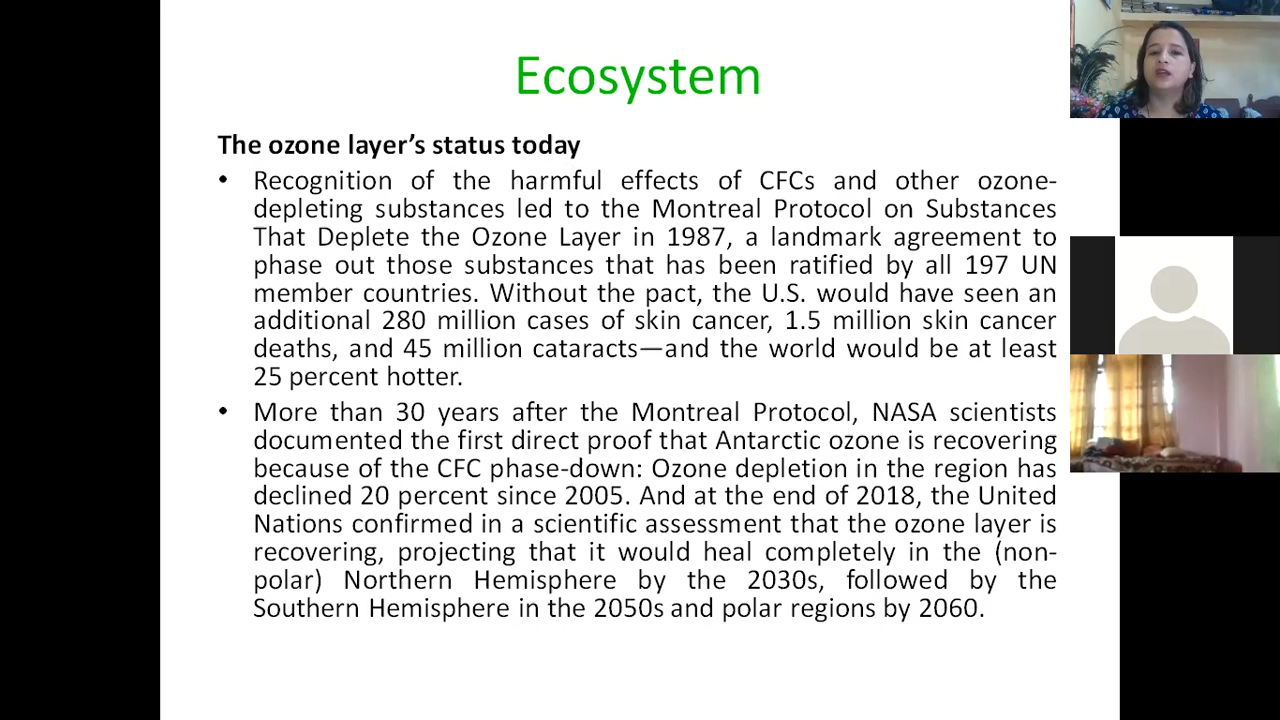 Ecosystem
The ozone layer’s status today
• Recognition of the harmful effects of CFCs and other ozone-
depleting substances led to the Montreal Protocol on Substances
That Deplete the Ozone Layer in 1987, a landmark agreement to
phase out those substances that has been ratified by all 197 UN
member countries. Without the pact, the U.S. would have seen an
additional 280 million cases of skin cancer, 1.5 million skin cancer
deaths, and 45 million cataracts—and the world would be at least
25 percent hotter.
• More than 30 years after the Montreal Protocol, NASA scientists
documented the first direct proof that Antarctic ozone is recovering
because of the CFC phase-down: Ozone depletion in the region has
declined 20 percent since 2005. And at the end of 2018, the United
Nations confirmed in a scientific assessment that the ozone layer is
recovering, projecting that it would heal completely in the (non-
polar) Northern Hemisphere by the 2030s, followed by the
Southern Hemisphere in the 2050s and polar regions by 2060.